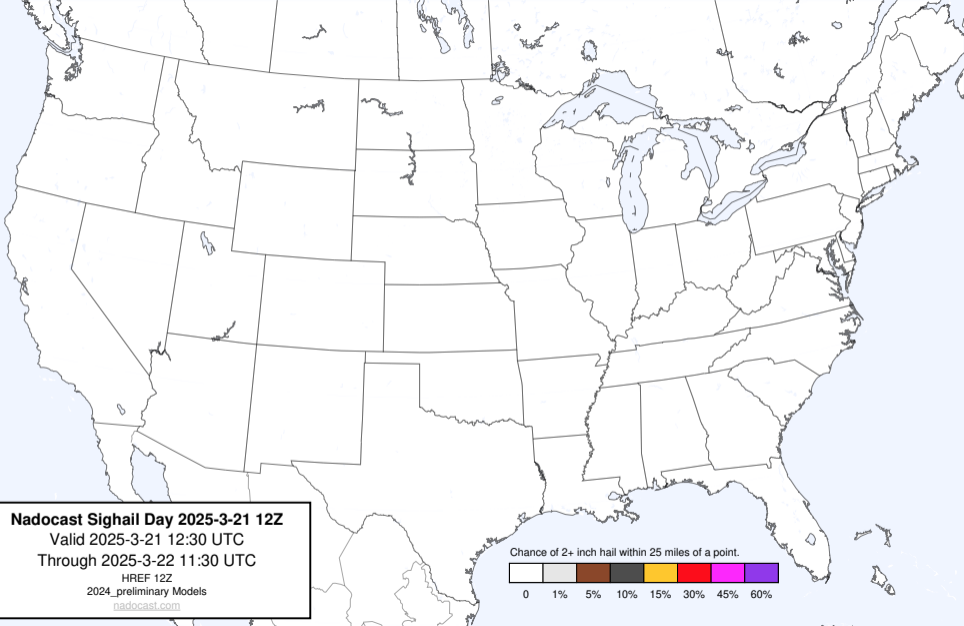 Nadocast Sighail Day 2025-3-21 12Z
Valid 2025-3-21 12:30 UTC
Through 2025-3-22 11:30 UTC
HREF 12Z
2024_preliminary Models
nadocast.com
Chance of 2+ inch hail within 25 miles of a point.
0 1% 5% 10% 15% 30% 45% 60%